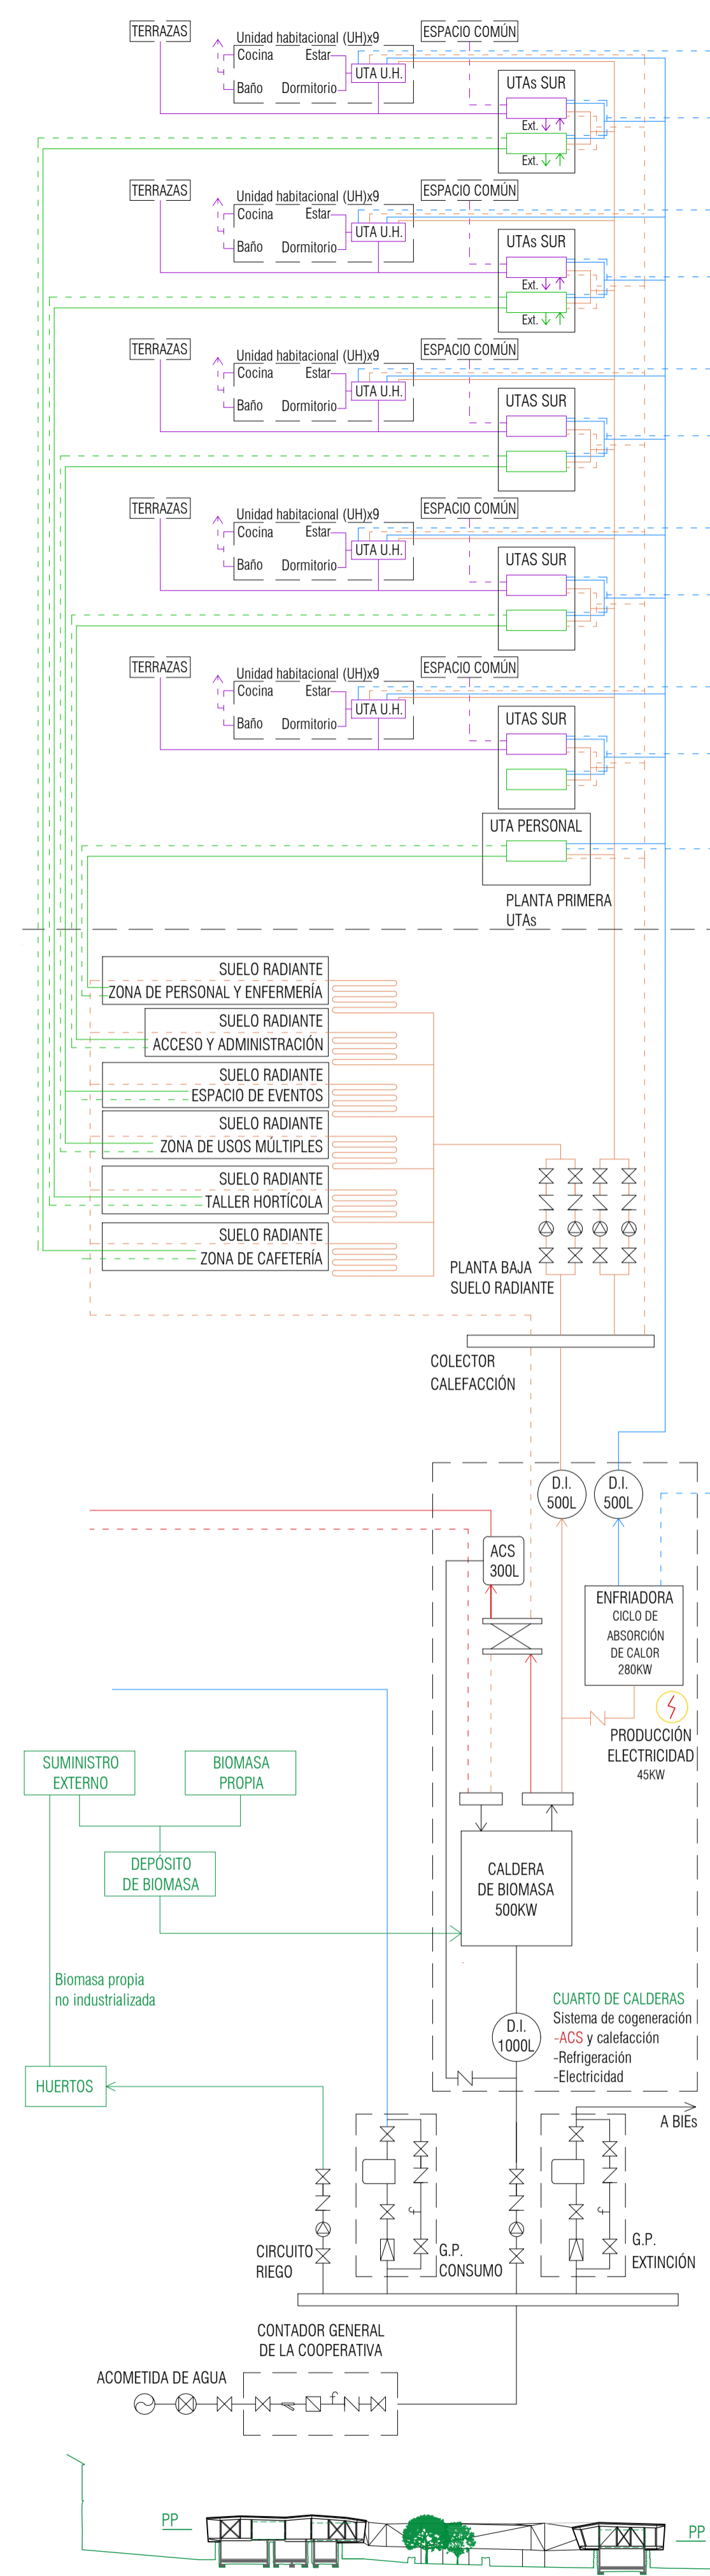 TERRAZAS
Unidad habitacional (UH)x9
ESPACIO COMÚN
Cocina Estar
UTA U.H.
Baño Dormitorio
UTAs SUR
Ext.
Ext.
TERRAZAS
Unidad habitacional (UH)x9
ESPACIO COMÚN
Cocina Estar
UTA U.H.
Baño Dormitorio
UTAs SUR
Ext.
Ext.
TERRAZAS
Unidad habitacional (UH)x9
ESPACIO COMÚN
Cocina Estar
UTA U.H.
Baño Dormitorio
UTAS SUR
TERRAZAS
Unidad habitacional (UH)x9
ESPACIO COMÚN
Cocina Estar
UTA U.H.
Baño Dormitorio
UTAS SUR
TERRAZAS
Unidad habitacional (UH)x9
ESPACIO COMÚN
Cocina Estar
UTA U.H.
Baño Dormitorio
UTAS SUR
UTA PERSONAL
PLANTA PRIMERA
UTAs
SUELO RADIANTE
ZONA DE PERSONAL Y ENFERMERÍA
SUELO RADIANTE
ACCESO Y ADMINISTRACIÓN
SUELO RADIANTE
ESPACIO DE EVENTOS
SUELO RADIANTE
ZONA DE USOS MÚLTIPLES
SUELO RADIANTE
TALLER HORTÍCOLA
SUELO RADIANTE
ZONA DE CAFETERÍA
PLANTA BAJA
SUELO RADIANTE
COLECTOR
CALEFACCIÓN
D.I.
500L
D.I.
500L
ACS
300L
ENFRIADORA
CICLO DE
ABSORCIÓN
DE CALOR
280KW
PRODUCCIÓN
ELECTRICIDAD
45KW
SUMINISTRO
EXTERNO
BIOMASA
PROPIA
DEPÓSITO
DE BIOMASA
CALDERA
DE BIOMASA
500KW
Biomasa propia
no industrializada
CUARTO DE CALDERAS
Sistema de cogeneración
-ACS y calefacción
-Refrigeración
-Electricidad
D.I.
1000L
HUERTOS
A BIEs
CIRCUITO
RIEGO
G.P.
CONSUMO
G.P.
EXTINCIÓN
CONTADOR GENERAL
DE LA COOPERATIVA
ACOMETIDA DE AGUA
PP
PP